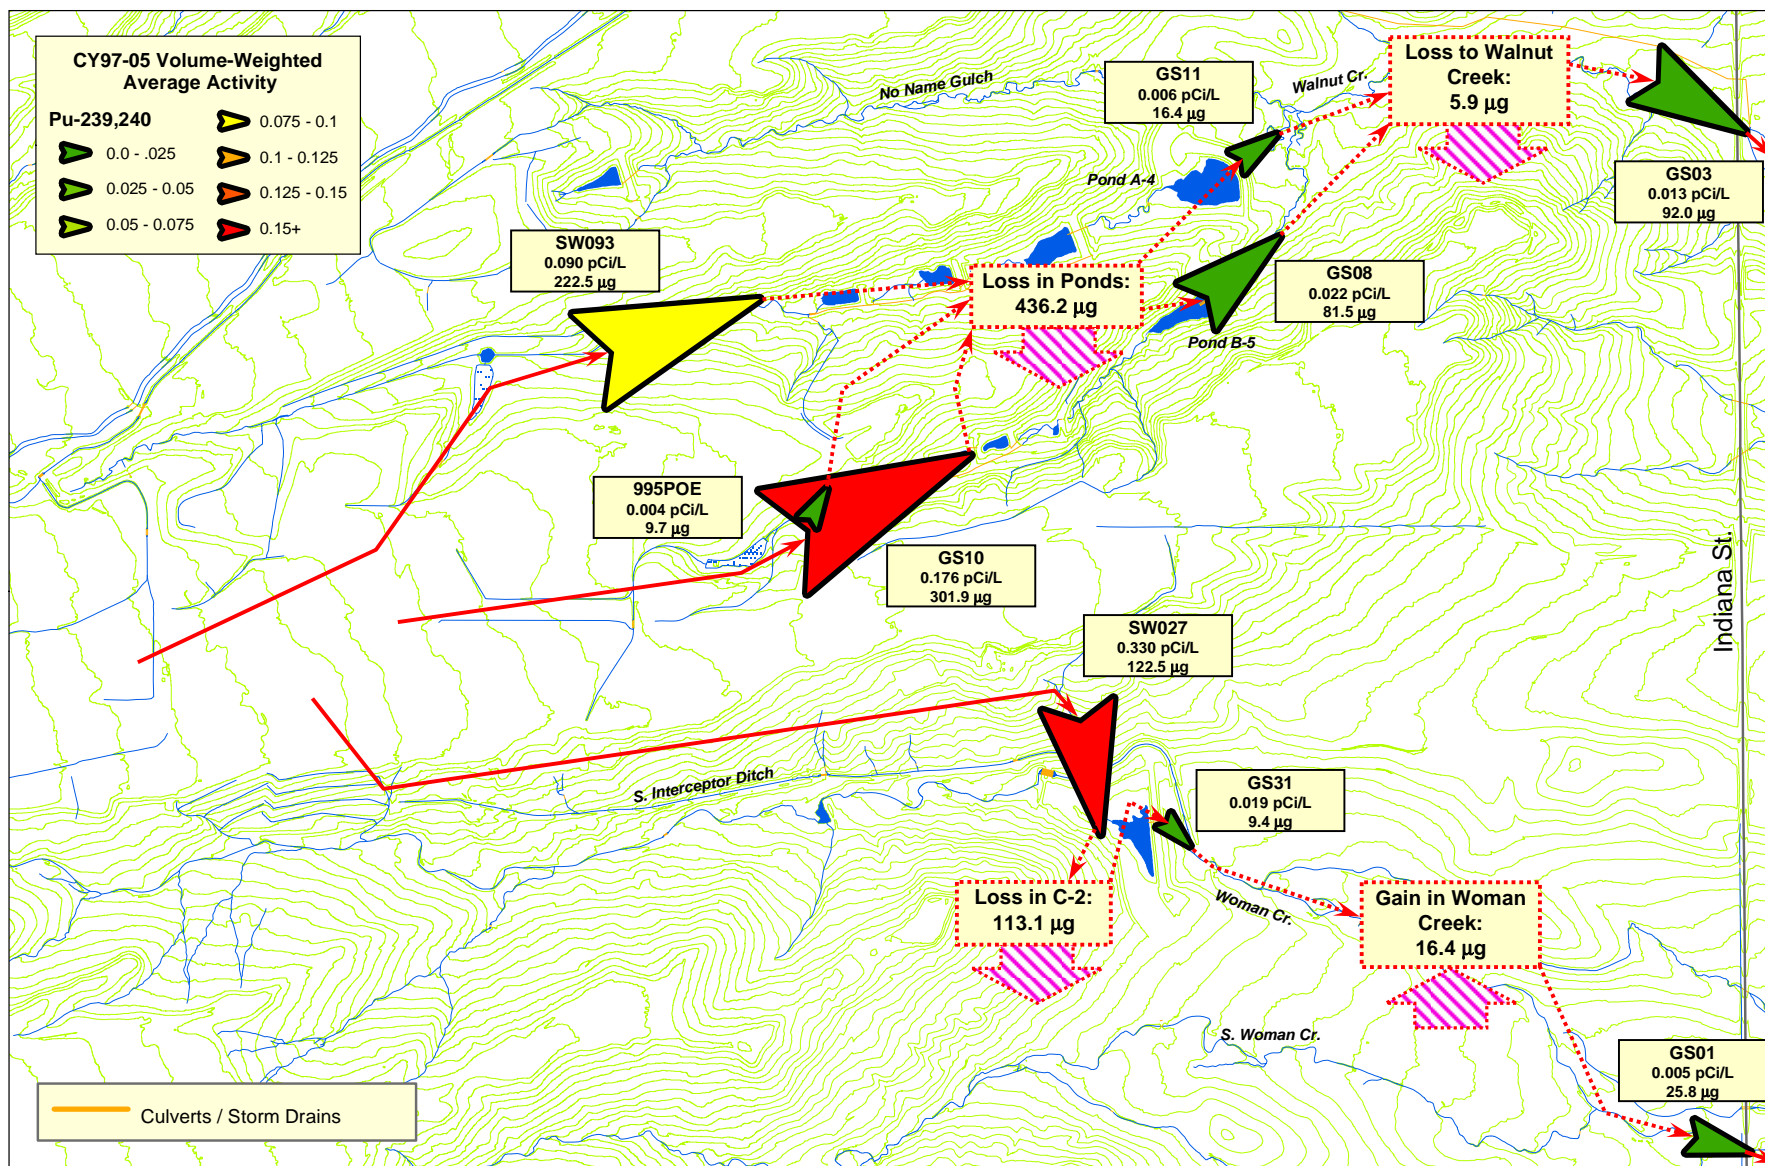 CY97-05 Volume-Weighted
Average Activity
Pu-239,240
0.0 - .025
0.025 - 0.05
0.05 - 0.075
0.075 - 0.1
0.1 - 0.125
0.125 - 0.15
0.15+
No Name Gulch
GS11
0.006 pCi/L
16.4 µg
Walnut Cr.
Loss to Walnut
Creek:
5.9 µg
GS03
0.013 pCi/L
92.0 µg
Pond A-4
SW093
0.090 pCi/L
222.5 µg
Loss in Ponds:
436.2 µg
GS08
0.022 pCi/L
81.5 µg
Pond B-5
995POE
0.004 pCi/L
9.7 µg
GS10
0.176 pCi/L
301.9 µg
Indiana St.
SW027
0.330 pCi/L
122.5 µg
S. Interceptor Ditch
GS31
0.019 pCi/L
9.4 µg
Loss in C-2:
113.1 µg
Woman Cr.
Gain in Woman
Creek:
16.4 µg
S. Woman Cr.
GS01
0.005 pCi/L
25.8 µg
Culverts / Storm Drains